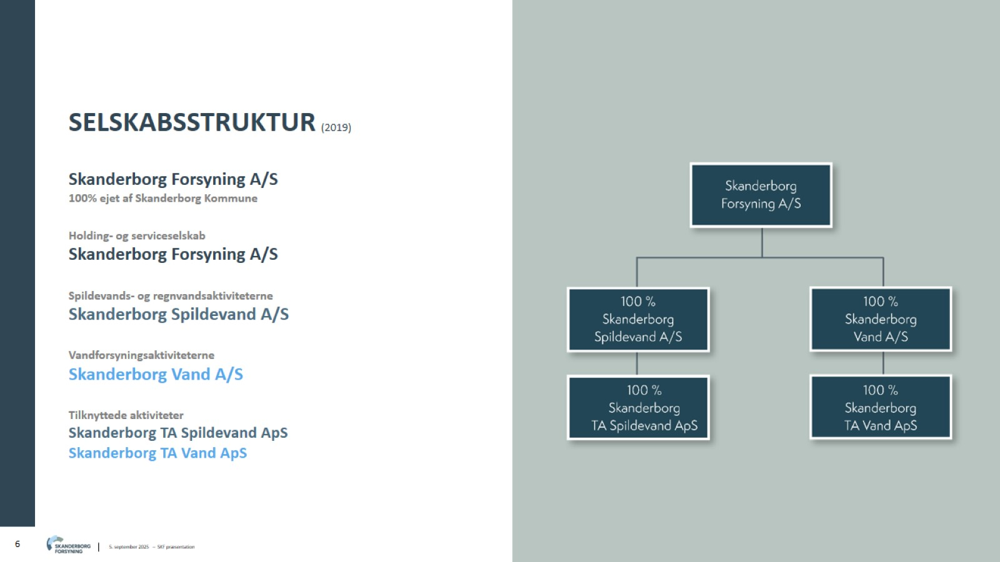 SELSKABSSTRUKTUR (2019)
Skanderborg Forsyning A/S
100% ejet af Skanderborg Kommune
Holding- og serviceselskab
Skanderborg Forsyning A/S
Spildevands- og regnvandsaktiviteterne
Skanderborg Spildevand A/S
Vandforsyningsaktiviteterne
Skanderborg Vand A/S
Tilknyttede aktiviteter
Skanderborg TA Spildevand ApS
Skanderborg TA Vand ApS
Skanderborg
Forsyning A/S
100 %
Skanderborg
Spildevand A/S
100 %
Skanderborg
Vand A/S
100 %
Skanderborg
TA Spildevand ApS
100 %
Skanderborg
TA Vand ApS
6
SKANDERBORG
FORSYNING
5. september 2025 – SKF præsentation